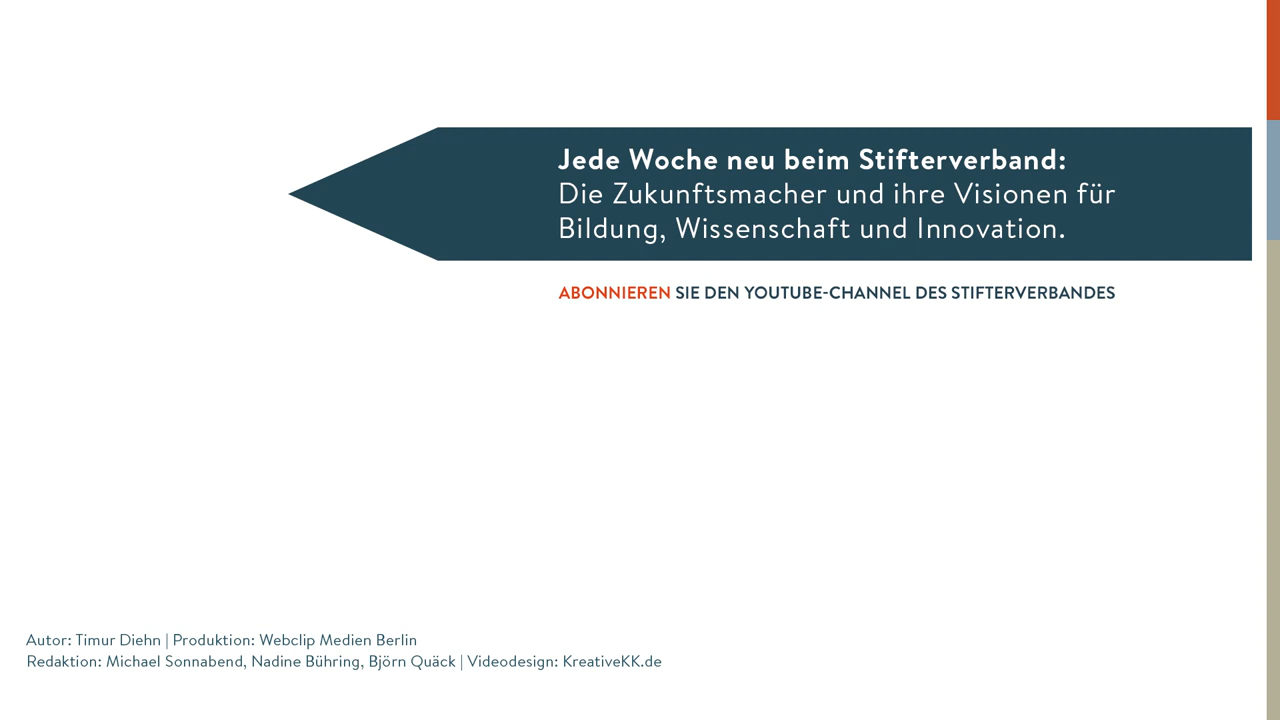 Jede Woche neu beim Stifterverband:
Die Zukunftsmacher und ihre Visionen für
Bildung, Wissenschaft und Innovation.
ABONNIEREN SIE DEN YOUTUBE-CHANNEL DES STIFTERVERBANDES
Autor: Timur Diehn | Produktion: Webclip Medien Berlin
Redaktion: Michael Sonnabend, Nadine Bühring, Björn Quäck | Videodesign: KreativeKK.de